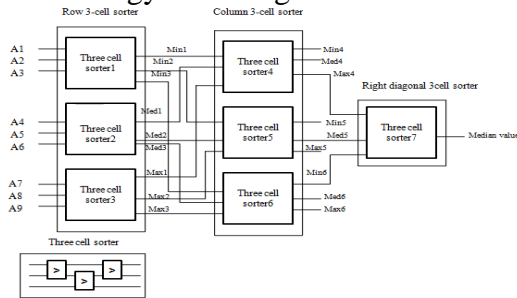 Row 3-cell sorter
Column 3-cell sorter
A1
A2
A3
Three cell
sorter1
Min1
Min2
Min3
Three cell
sorter4
Min4
Med4
Max4
Right diagonal 3cell sorter
A4
A5
A6
Three cell
sorter2
Med1
Med2
Med3
Three cell
sorter5
Min5
Med5
Max5
Three cell
sorter7
Median value
A7
A8
A9
Three cell
sorter3
Max1
Max2
Max3
Three cell
sorter6
Min6
Med6
Max6
Three cell sorter
>
>
>